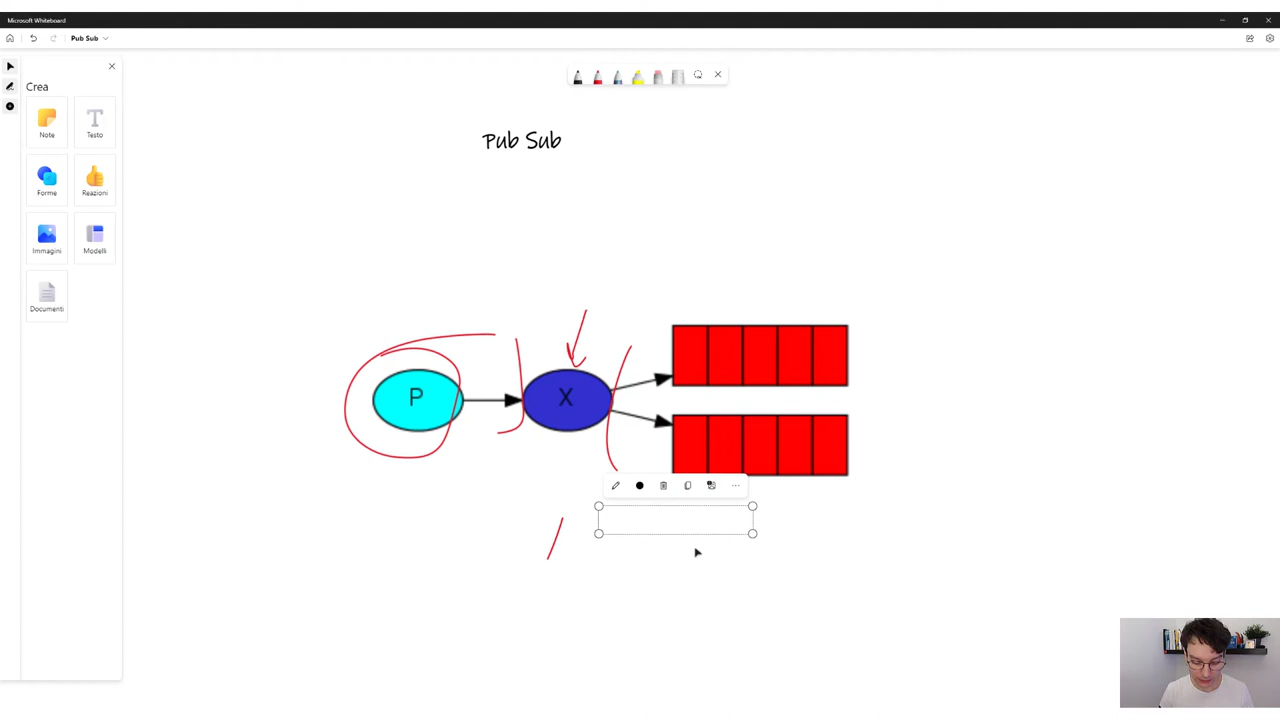 Microsoft Whiteboard
Pub Sub
Crea
Note
Testo
Forme
Reazioni
Immagini
Modelli
Documenti
Pub Sub
P
X